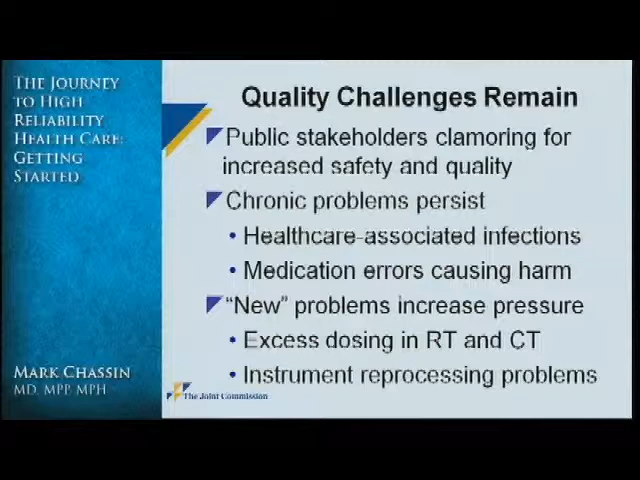 THE JOURNEY
TO HIGH
RELIABILITY
HEALTH CARE:
GETTING
STARTED
MARK CHASSIN
MD, MPP, MPH
Quality Challenges Remain
Public stakeholders clamoring for
increased safety and quality
Chronic problems persist
• Healthcare-associated infections
• Medication errors causing harm
“New” problems increase pressure
• Excess dosing in RT and CT
• Instrument reprocessing problems
The Joint Commission